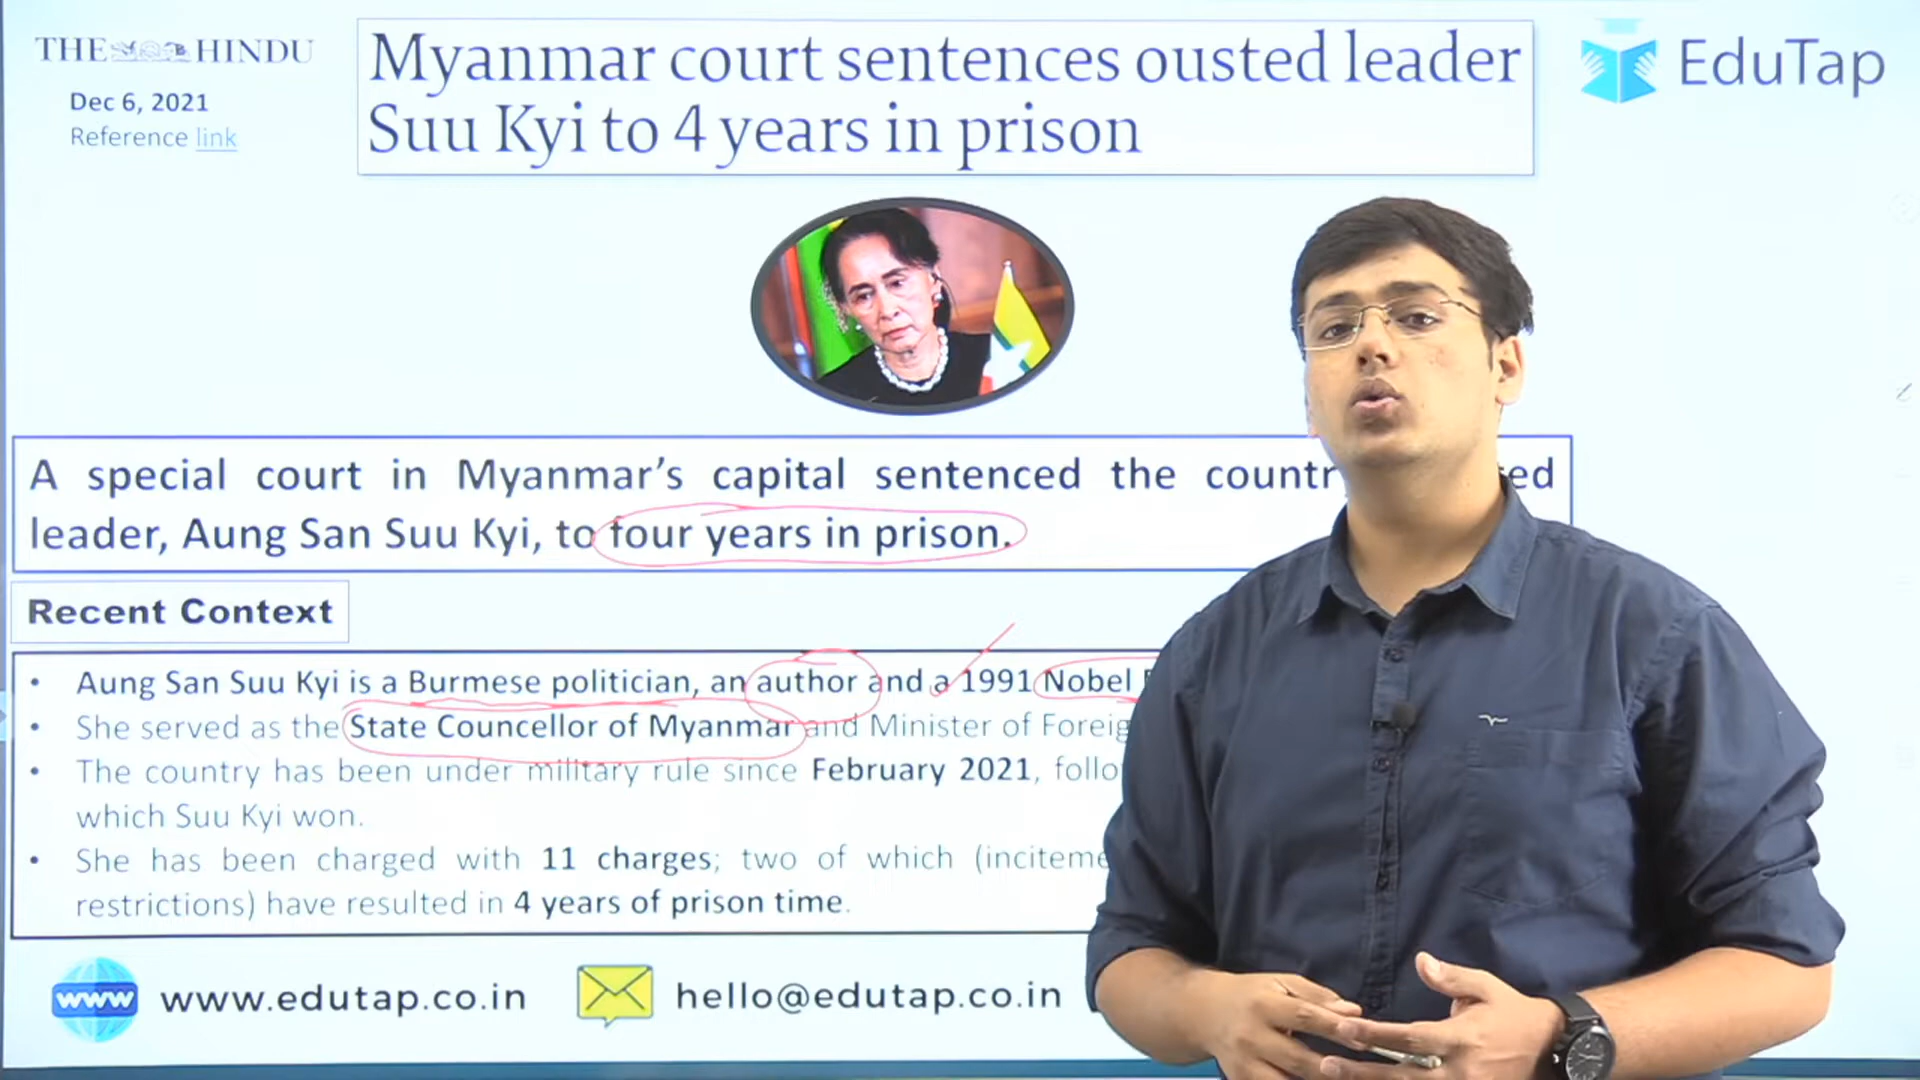 THE HINDU
Dec 6, 2021
Reference link
Myanmar court sentences ousted leader
Suu Kyi to 4 years in prison
EduTap
A special court in Myanmar's capital sentenced the
leader, Aung San Suu Kyi, to four years in prison.
Recent Context
• Aung San Suu Kyi is a Burmese politician, an author and a 1991 Nobel
• She served as the State Councellor of Myanmar and Minister of
• The country has been under military rule since February 2021,
which Suu Kyi won.
• She has been charged with 11 charges; two of which
restrictions) have resulted in 4 years of prison time.
www
www.edutap.co.in
hello@edutap.co.in